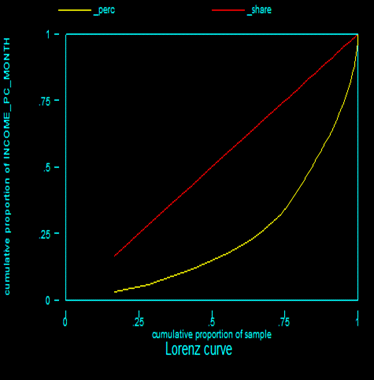 _perc _share
cumulative proportion of INCOME_PC_MONTH
1
.75
.5
.25
0
0 .25 .5 .75 1
cumulative proportion of sample
Lorenz curve